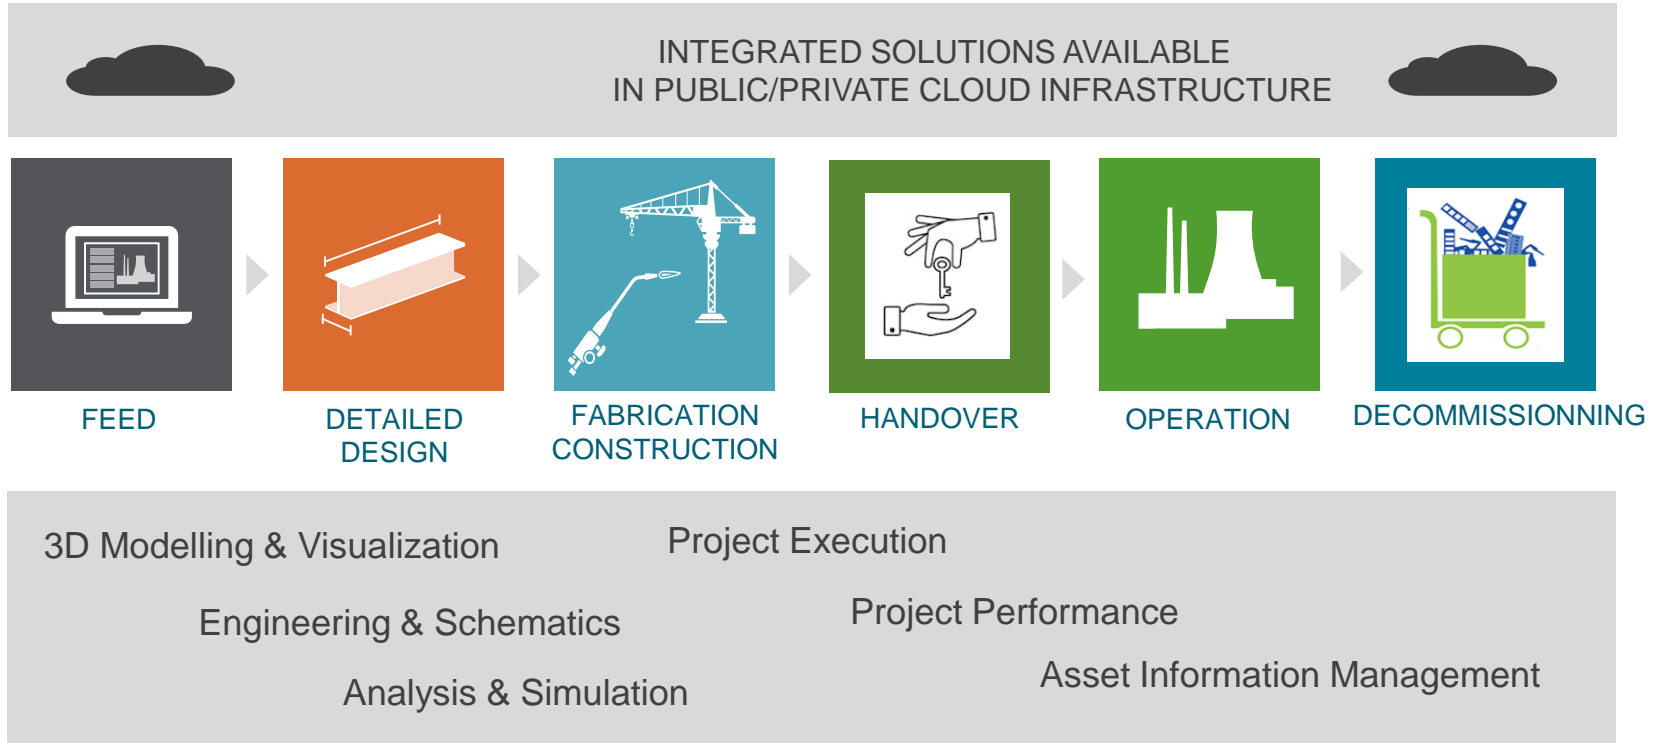 INTEGRATED SOLUTIONS AVAILABLE
IN PUBLIC/PRIVATE CLOUD INFRASTRUCTURE
FEED
DETAILED
DESIGN
FABRICATION
CONSTRUCTION
HANDOVER
OPERATION
DECOMMISSIONNING
3D Modelling & Visualization
Engineering & Schematics
Analysis & Simulation
Project Execution
Project Performance
Asset Information Management